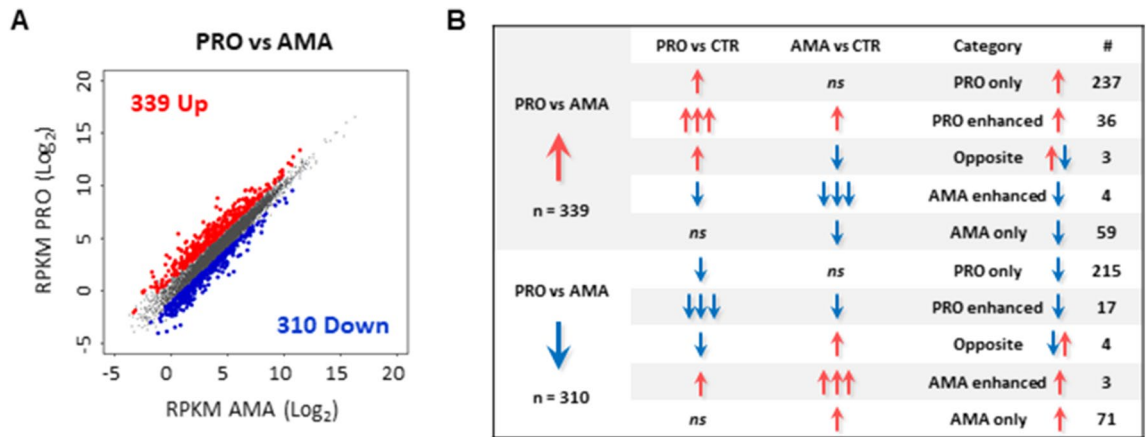 A
PRO vs AMA
339 Up
310 Down
20
15
10
5
0
-5
-5 0 5 10 15 20
RPKM PRO (Log2)
RPKM AMA (Log2)
B
PRO vs CTR AMA vs CTR Category #
PRO vs AMA
n = 339
↑ ns PRO only ↑ 237
↑↑↑ ↑ PRO enhanced ↑ 36
↑ ↓ Opposite ↑↓ 3
↓ ↓↓↓ AMA enhanced ↓ 4
ns ↓ AMA only ↓ 59
PRO vs AMA
n = 310
↓ ns PRO only ↓ 215
↓↓↓ ↓ PRO enhanced ↓ 17
↓ ↑ Opposite ↓↑ 4
↑ ↑↑↑ AMA enhanced ↑ 3
ns ↑ AMA only ↑ 71